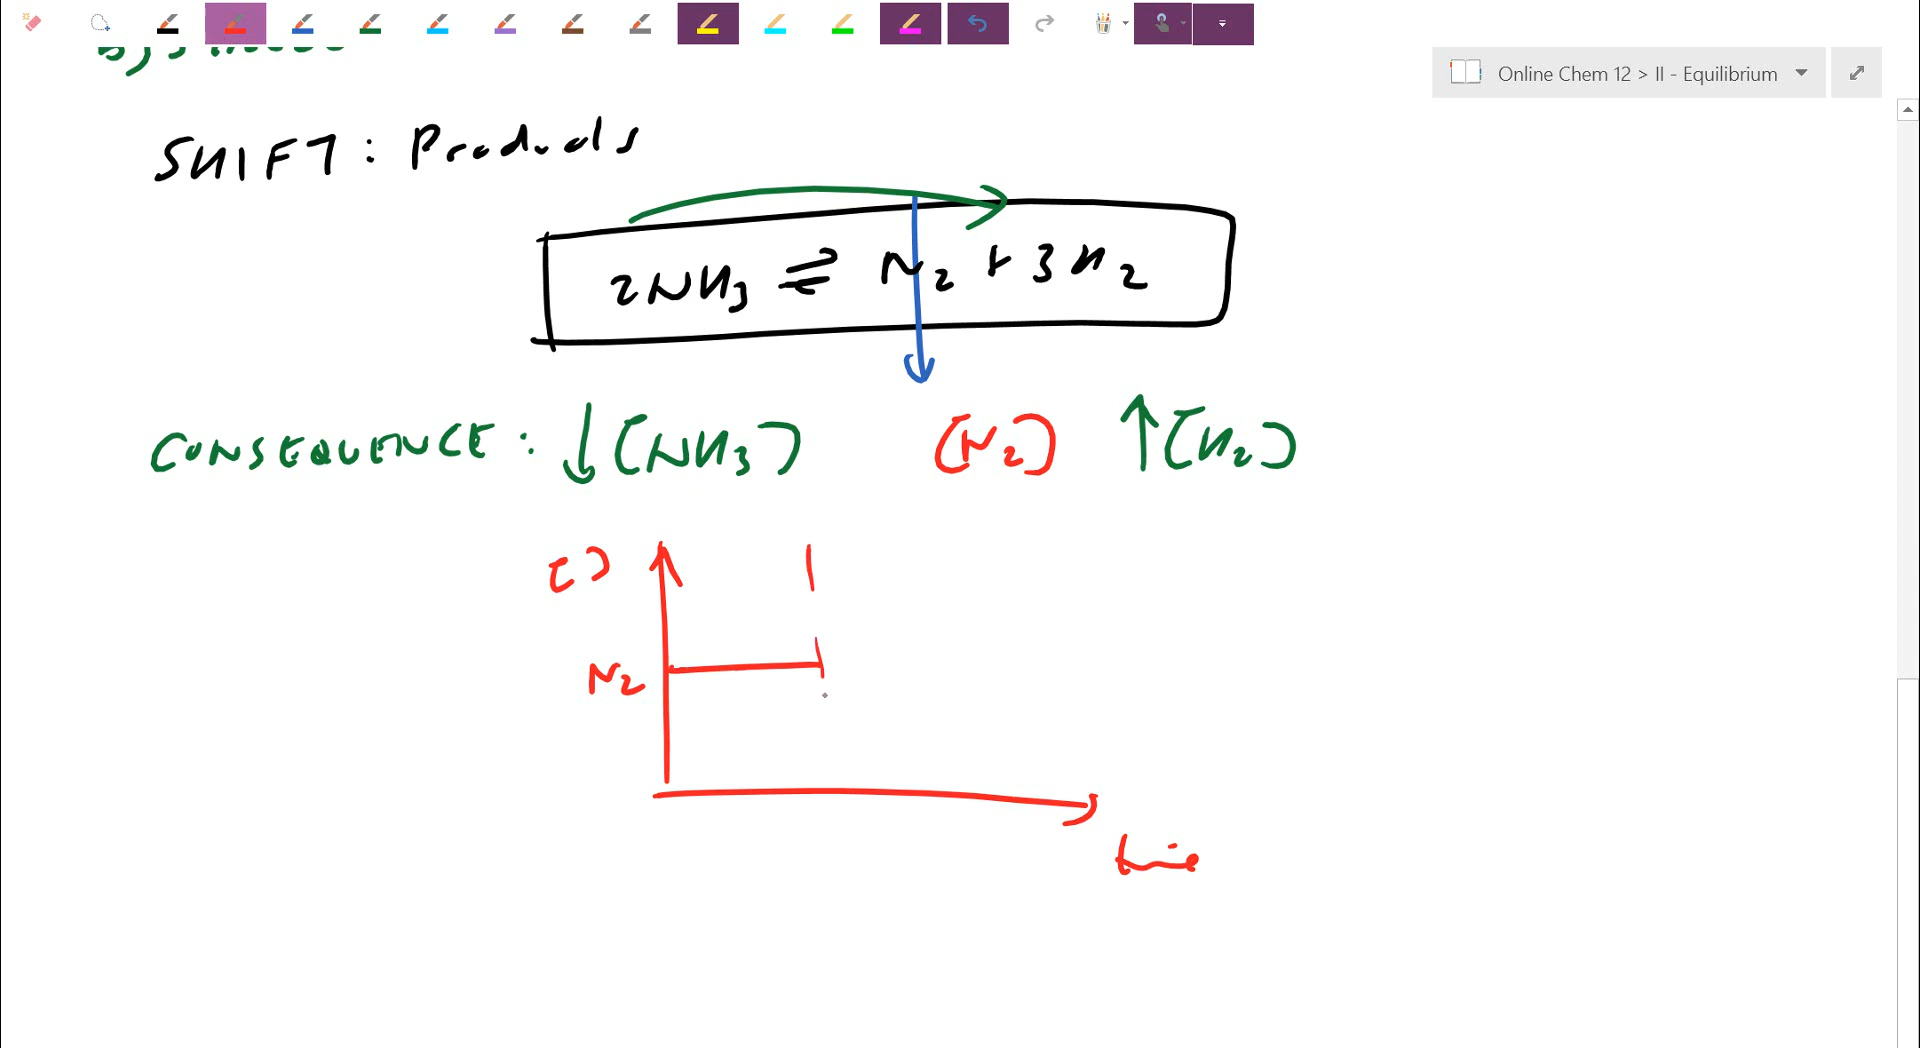 Online Chem 12 > II - Equilibrium
SHIFT: Products
2NH₃ ⇌ N₂ + 3H₂
CONSEQUENCE: ↓[NH₃] [N₂] ↑[H₂]
[]
N₂
time